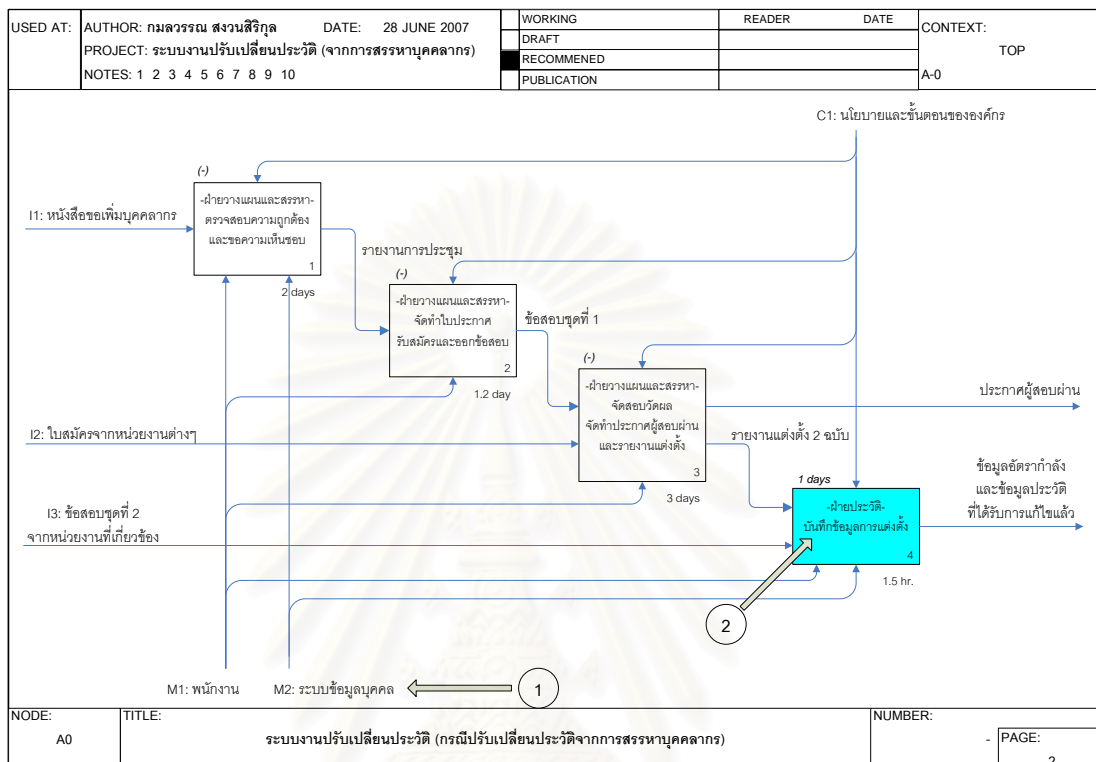 USED AT:
AUTHOR: กมลวรรณ สงวนสิริกุล DATE: 28 JUNE 2007
PROJECT: ระบบงานปรับเปลี่ยนประวัติ (จากการสรรหาบุคคลากร)
NOTES: 1 2 3 4 5 6 7 8 9 10
WORKING
DRAFT
RECOMMENED
PUBLICATION
READER DATE
CONTEXT:
TOP
A-0
C1: นโยบายและขั้นตอนขององค์กร
(-)
I1: หนังสือขอเพิ่มบุคคลากร
-ฝ่ายวางแผนและสรรหา-
ตรวจสอบความถูกต้อง
และขอความเห็นชอบ
1
2 days
รายงานการประชุม
(-)
-ฝ่ายวางแผนและสรรหา-
จัดทำใบประกาศ
รับสมัครและออกข้อสอบ
2
1.2 day
ข้อสอบชุดที่ 1
(-)
-ฝ่ายวางแผนและสรรหา-
จัดสอบวัดผล
จัดทำประกาศผู้สอบผ่าน
และรายงานแต่งตั้ง
3
3 days
ประกาศผู้สอบผ่าน
I2: ใบสมัครจากหน่วยงานต่างๆ
รายงานแต่งตั้ง 2 ฉบับ
1 days
-ฝ่ายประวัติ-
บันทึกข้อมูลการแต่งตั้ง
4
1.5 hr.
ข้อมูลอัตรากำลัง
และข้อมูลประวัติ
ที่ได้รับการแก้ไขแล้ว
I3: ข้อสอบชุดที่ 2
จากหน่วยงานที่เกี่ยวข้อง
2
M1: พนักงาน
M2: ระบบข้อมูลบุคคล
1
NODE:
A0
TITLE:
ระบบงานปรับเปลี่ยนประวัติ (กรณีปรับเปลี่ยนประวัติจากการสรรหาบุคคลากร)
NUMBER:
-
PAGE:
2